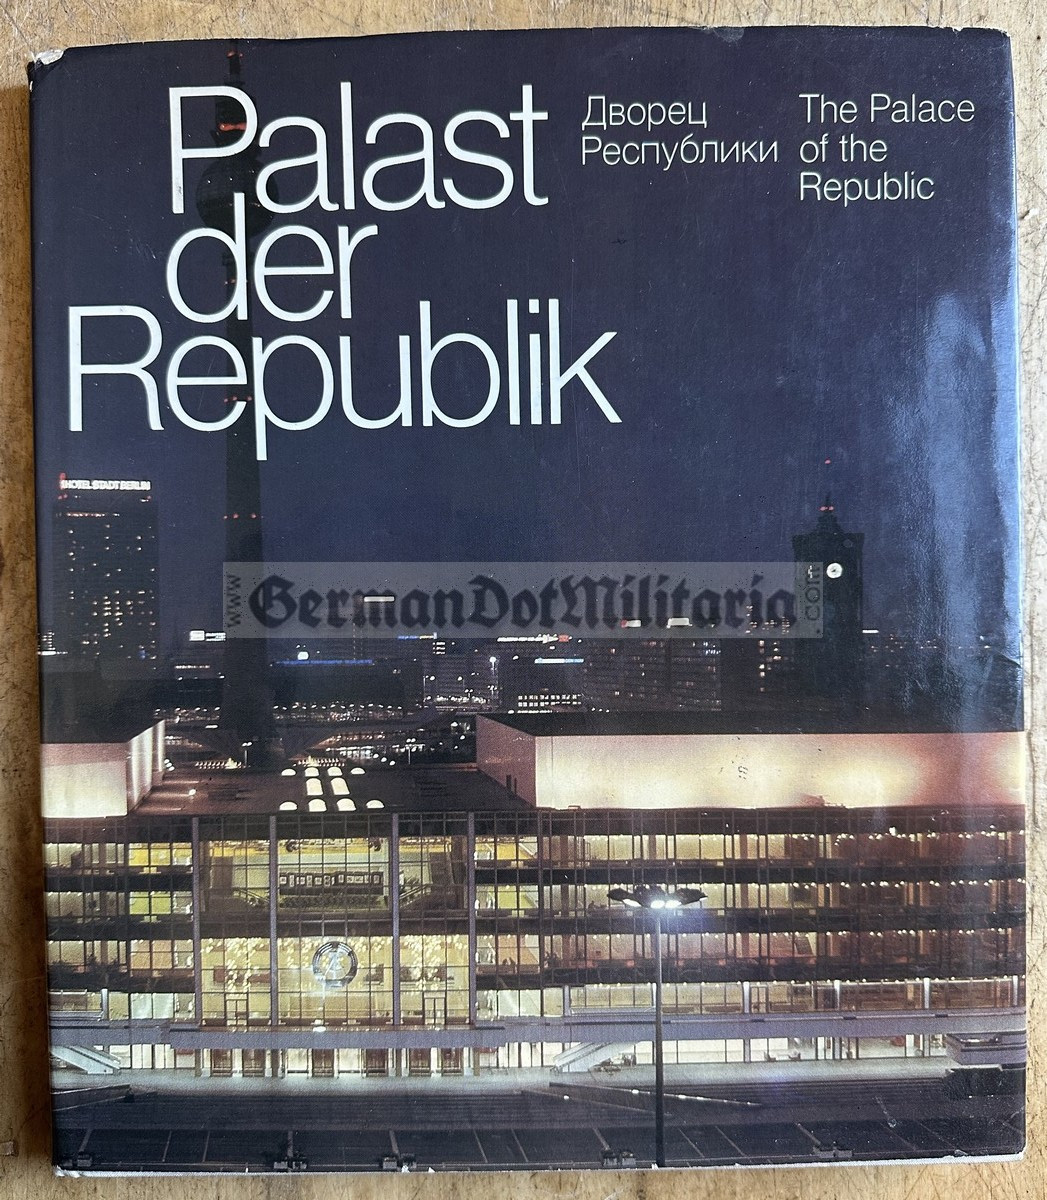 Palast
der
Republik
Дворец
Республики
The Palace
of the
Republic
HOTEL STADT BERLIN
www.GermanDotMilitaria.com